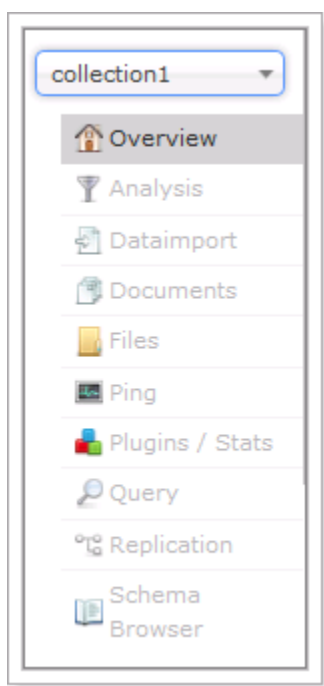 collection1
Overview
Analysis
Dataimport
Documents
Files
Ping
Plugins / Stats
Query
Replication
Schema
Browser